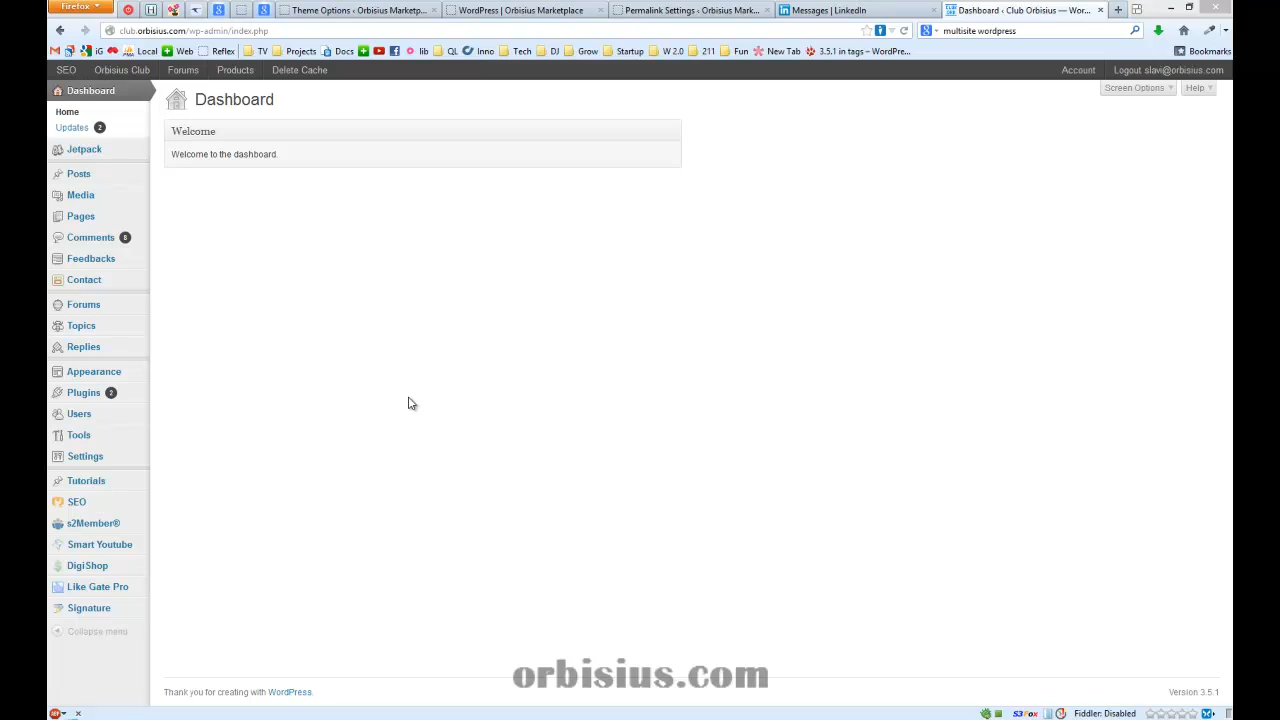 Firefox
Theme Options ‹ Orbisius Marketp...
WordPress | Orbisius Marketplace
Permalink Settings ‹ Orbisius Mark...
Messages | LinkedIn
Dashboard ‹ Club Orbisius — Wor...
club.orbisius.com/wp-admin/index.php
multisite wordpress
iG
Local
Web
Reflex
TV
Projects
Docs
lib
QL
Inno
Tech
DJ
Grow
Startup
W 2.0
211
Fun
New Tab
3.5.1 in tags – WordPre...
Bookmarks
SEO
Orbisius Club
Forums
Products
Delete Cache
Account
Logout slavi@orbisius.com
Dashboard
Dashboard
Screen Options
Help
Home
Updates 2
Welcome
Welcome to the dashboard.
Jetpack
Posts
Media
Pages
Comments 8
Feedbacks
Contact
Forums
Topics
Replies
Appearance
Plugins 2
Users
Tools
Settings
Tutorials
SEO
s2Member®
Smart Youtube
DigiShop
Like Gate Pro
Signature
Collapse menu
orbisius.com
Thank you for creating with WordPress.
Version 3.5.1
S3Fox
Fiddler: Disabled